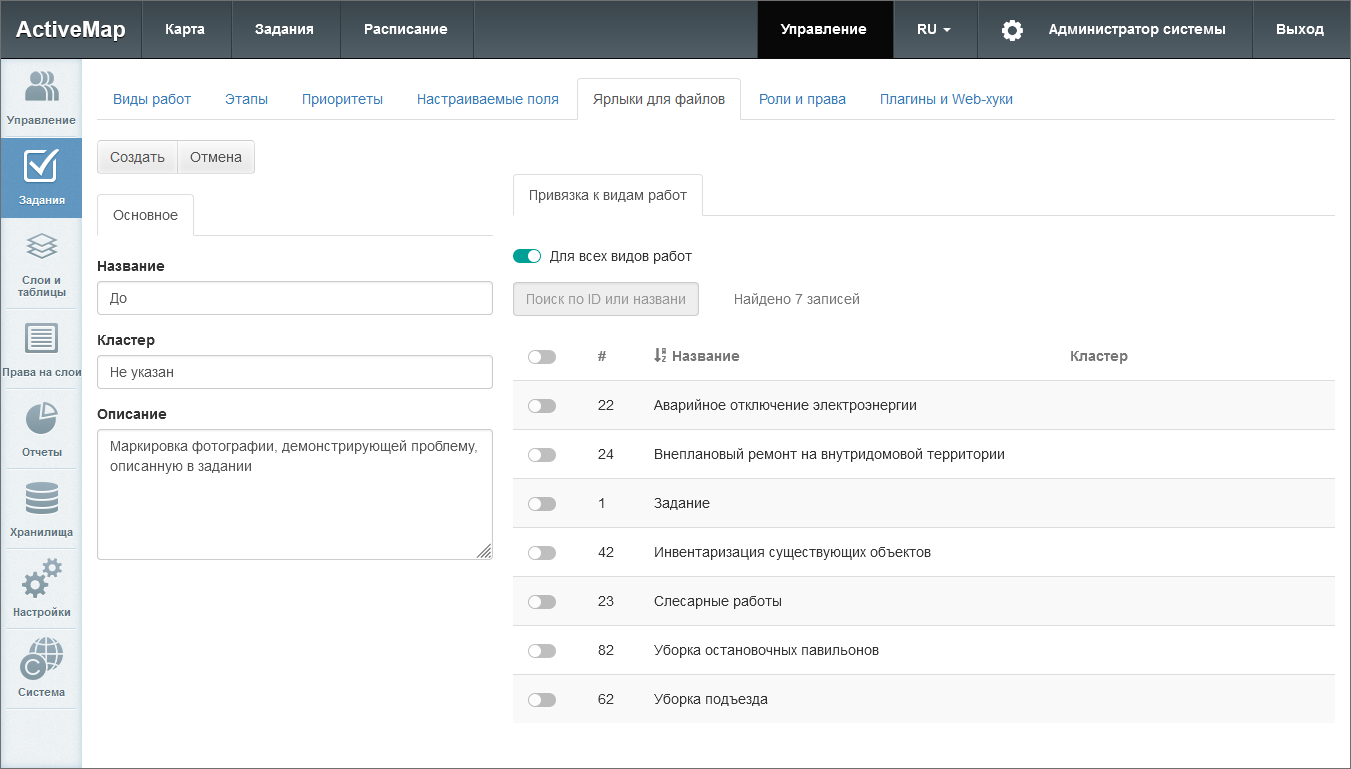 ActiveMap Карта Задания Расписание Управление RU Администратор системы Выход
Управление
Задания
Слои и
таблицы
Права на слои
Отчеты
Хранилища
Настройки
Система
Виды работ Этапы Приоритеты Настраиваемые поля Ярлыки для файлов Роли и права Плагины и Web-хуки
Создать Отмена
Основное
Название
До
Кластер
Не указан
Описание
Маркировка фотографии, демонстрирующей проблему,
описанную в задании
Привязка к видам работ
Для всех видов работ
Поиск по ID или названи Найдено 7 записей
# Название Кластер
22 Аварийное отключение электроэнергии
24 Внеплановый ремонт на внутридомовой территории
1 Задание
42 Инвентаризация существующих объектов
23 Слесарные работы
82 Уборка остановочных павильонов
62 Уборка подъезда